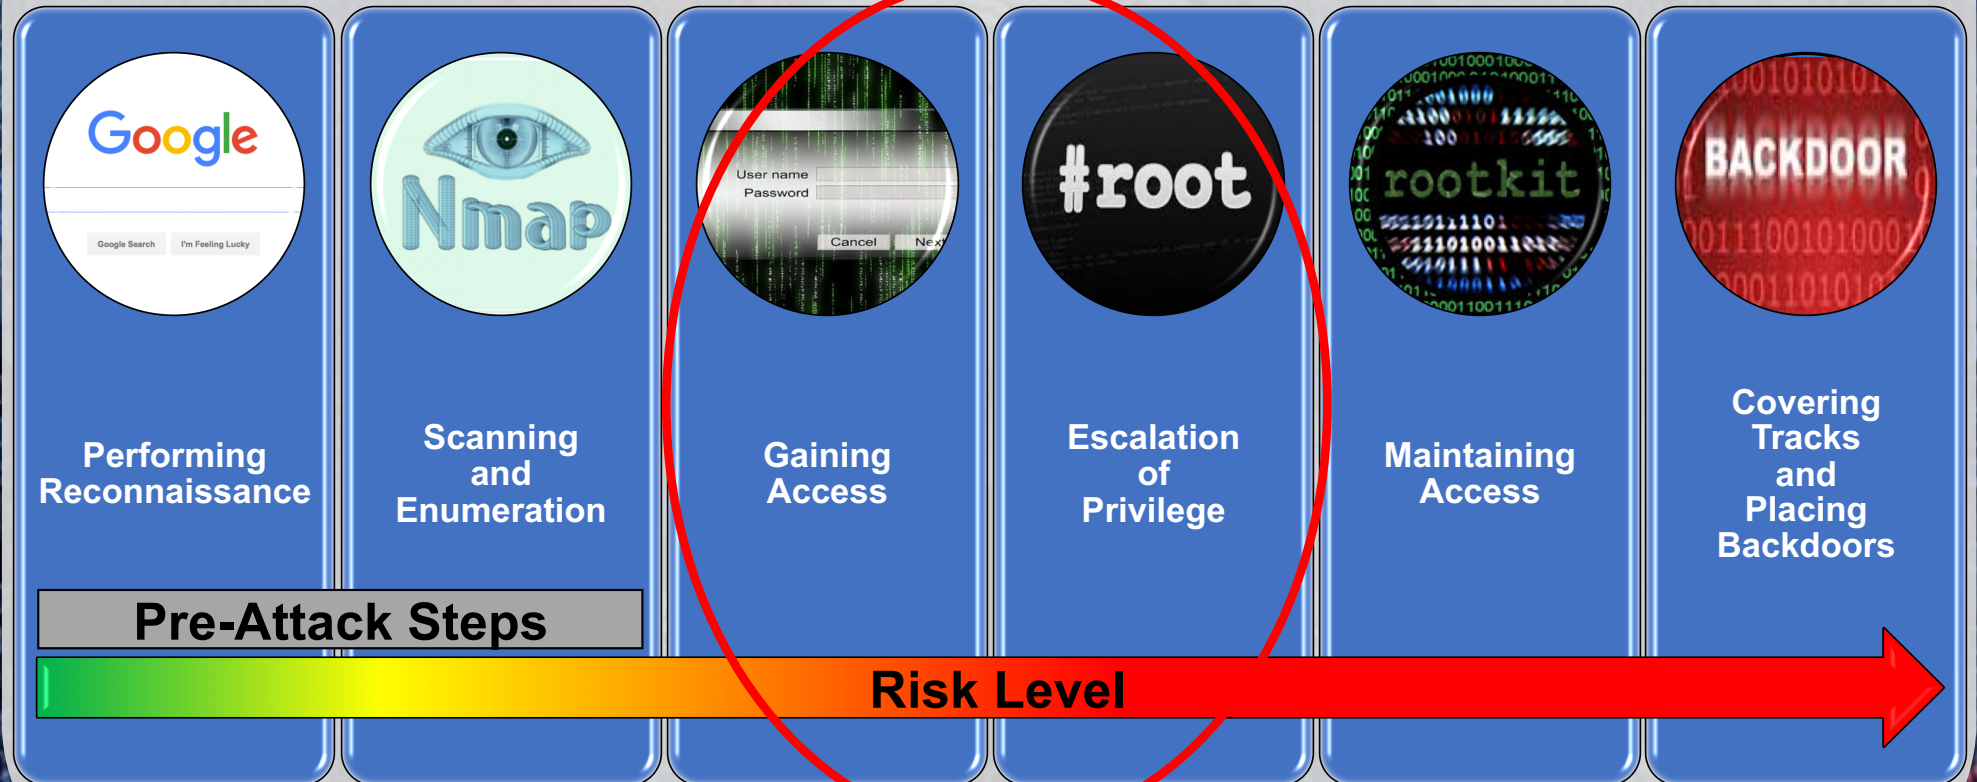 Google
Google Search
I'm Feeling Lucky
Performing
Reconnaissance
Nmap
Scanning
and
Enumeration
User name
Password
Cancel
Next
Gaining
Access
#root
Escalation
of
Privilege
rootkit
Maintaining
Access
BACKDOOR
Covering
Tracks
and
Placing
Backdoors
Pre-Attack Steps
Risk Level